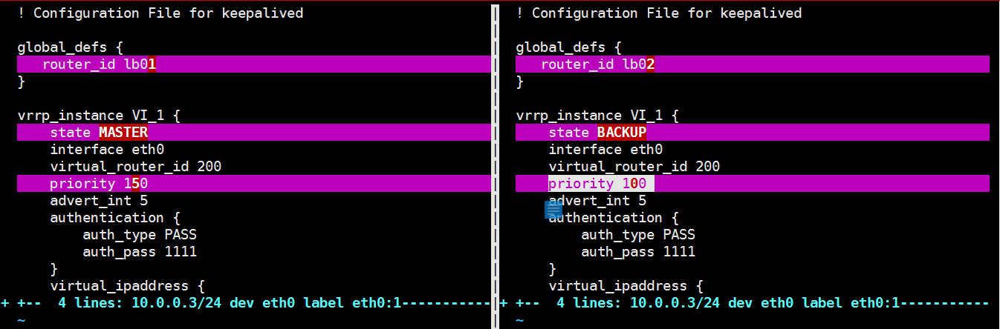 ! Configuration File for keepalived
global_defs {
   router_id lb01
}
vrrp_instance VI_1 {
    state MASTER
    interface eth0
    virtual_router_id 200
    priority 150
    advert_int 5
    authentication {
        auth_type PASS
        auth_pass 1111
    }
    virtual_ipaddress {
+ +--  4 lines: 10.0.0.3/24 dev eth0 label eth0:1-----------
~
! Configuration File for keepalived
global_defs {
   router_id lb02
}
vrrp_instance VI_1 {
    state BACKUP
    interface eth0
    virtual_router_id 200
    priority 100
    advert_int 5
    authentication {
        auth_type PASS
        auth_pass 1111
    }
    virtual_ipaddress {
+ +--  4 lines: 10.0.0.3/24 dev eth0 label eth0:1-----------
~